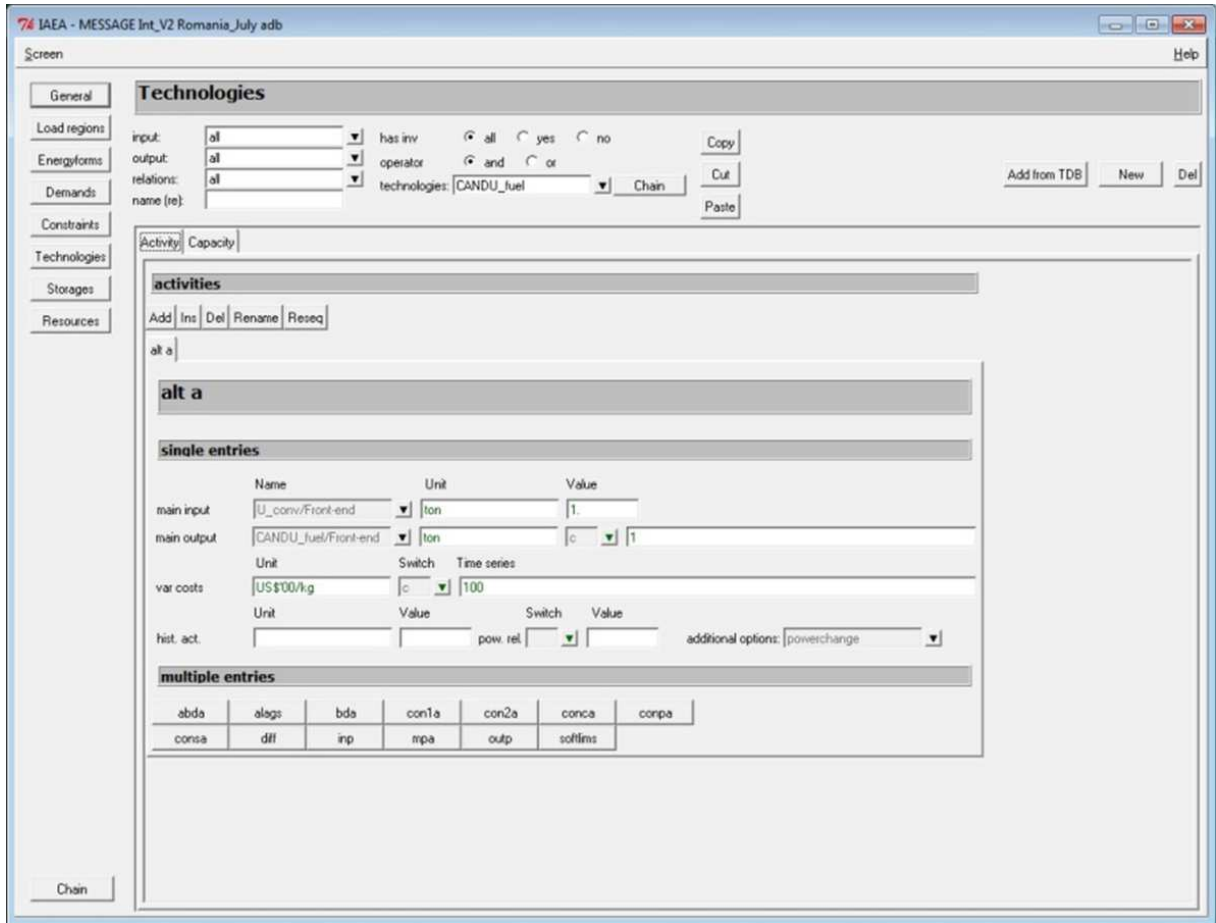 IAEA - MESSAGE Int_V2 Romania_July adb
Screen Help
General
Load regions
Energyforms
Demands
Constraints
Technologies
Storages
Resources
Chain
Technologies
input: all has inv all yes no Copy
output: all operator and or Cut Add from TDB New Del
relations: all technologies: CANDU_fuel Chain
name (re): Paste
Activity Capacity
activities
Add Ins Del Rename Reseq
alt a
alt a
single entries
Name Unit Value
main input U_conv/Front-end ton 1.
main output CANDU_fuel/Front-end ton c 1
Unit Switch Time series
var costs US$'00/kg c 100
Unit Value Switch Value
hist. act. pow. rel. additional options: powerchange
multiple entries
abda alags bda con1a con2a conca conpa
consa diff inp mpa outp softlims